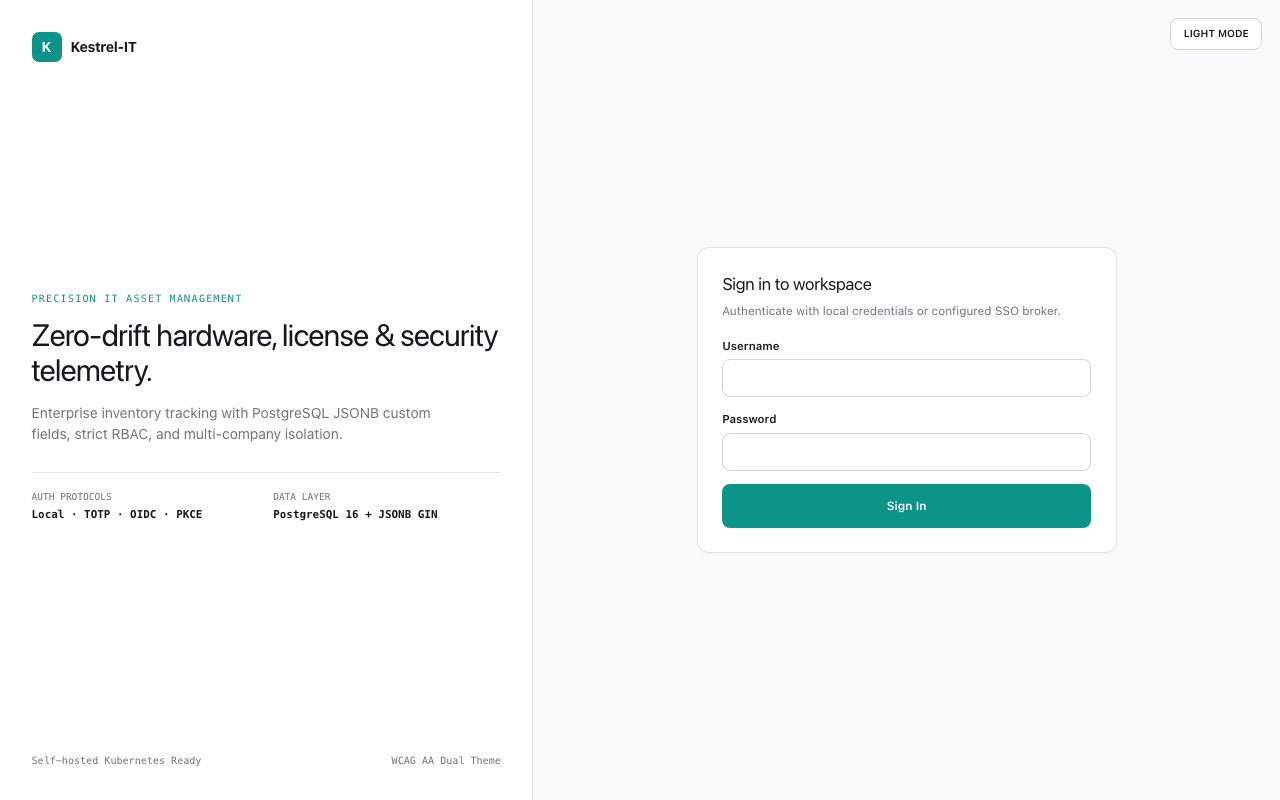 K
Kestrel-IT
LIGHT MODE
PRECISION IT ASSET MANAGEMENT
Zero-drift hardware, license & security
telemetry.
Enterprise inventory tracking with PostgreSQL JSONB custom
fields, strict RBAC, and multi-company isolation.
AUTH PROTOCOLS
Local · TOTP · OIDC · PKCE
DATA LAYER
PostgreSQL 16 + JSONB GIN
Self-hosted Kubernetes Ready
WCAG AA Dual Theme
Sign in to workspace
Authenticate with local credentials or configured SSO broker.
Username
Password
Sign In